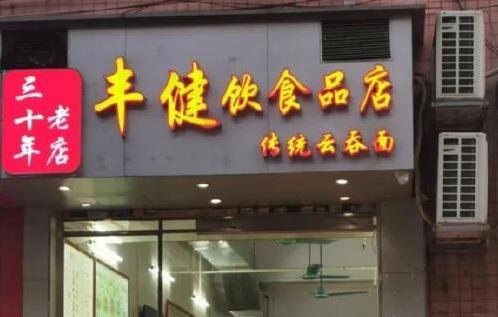 三十年
老店
丰健饮食品店
传统云吞面